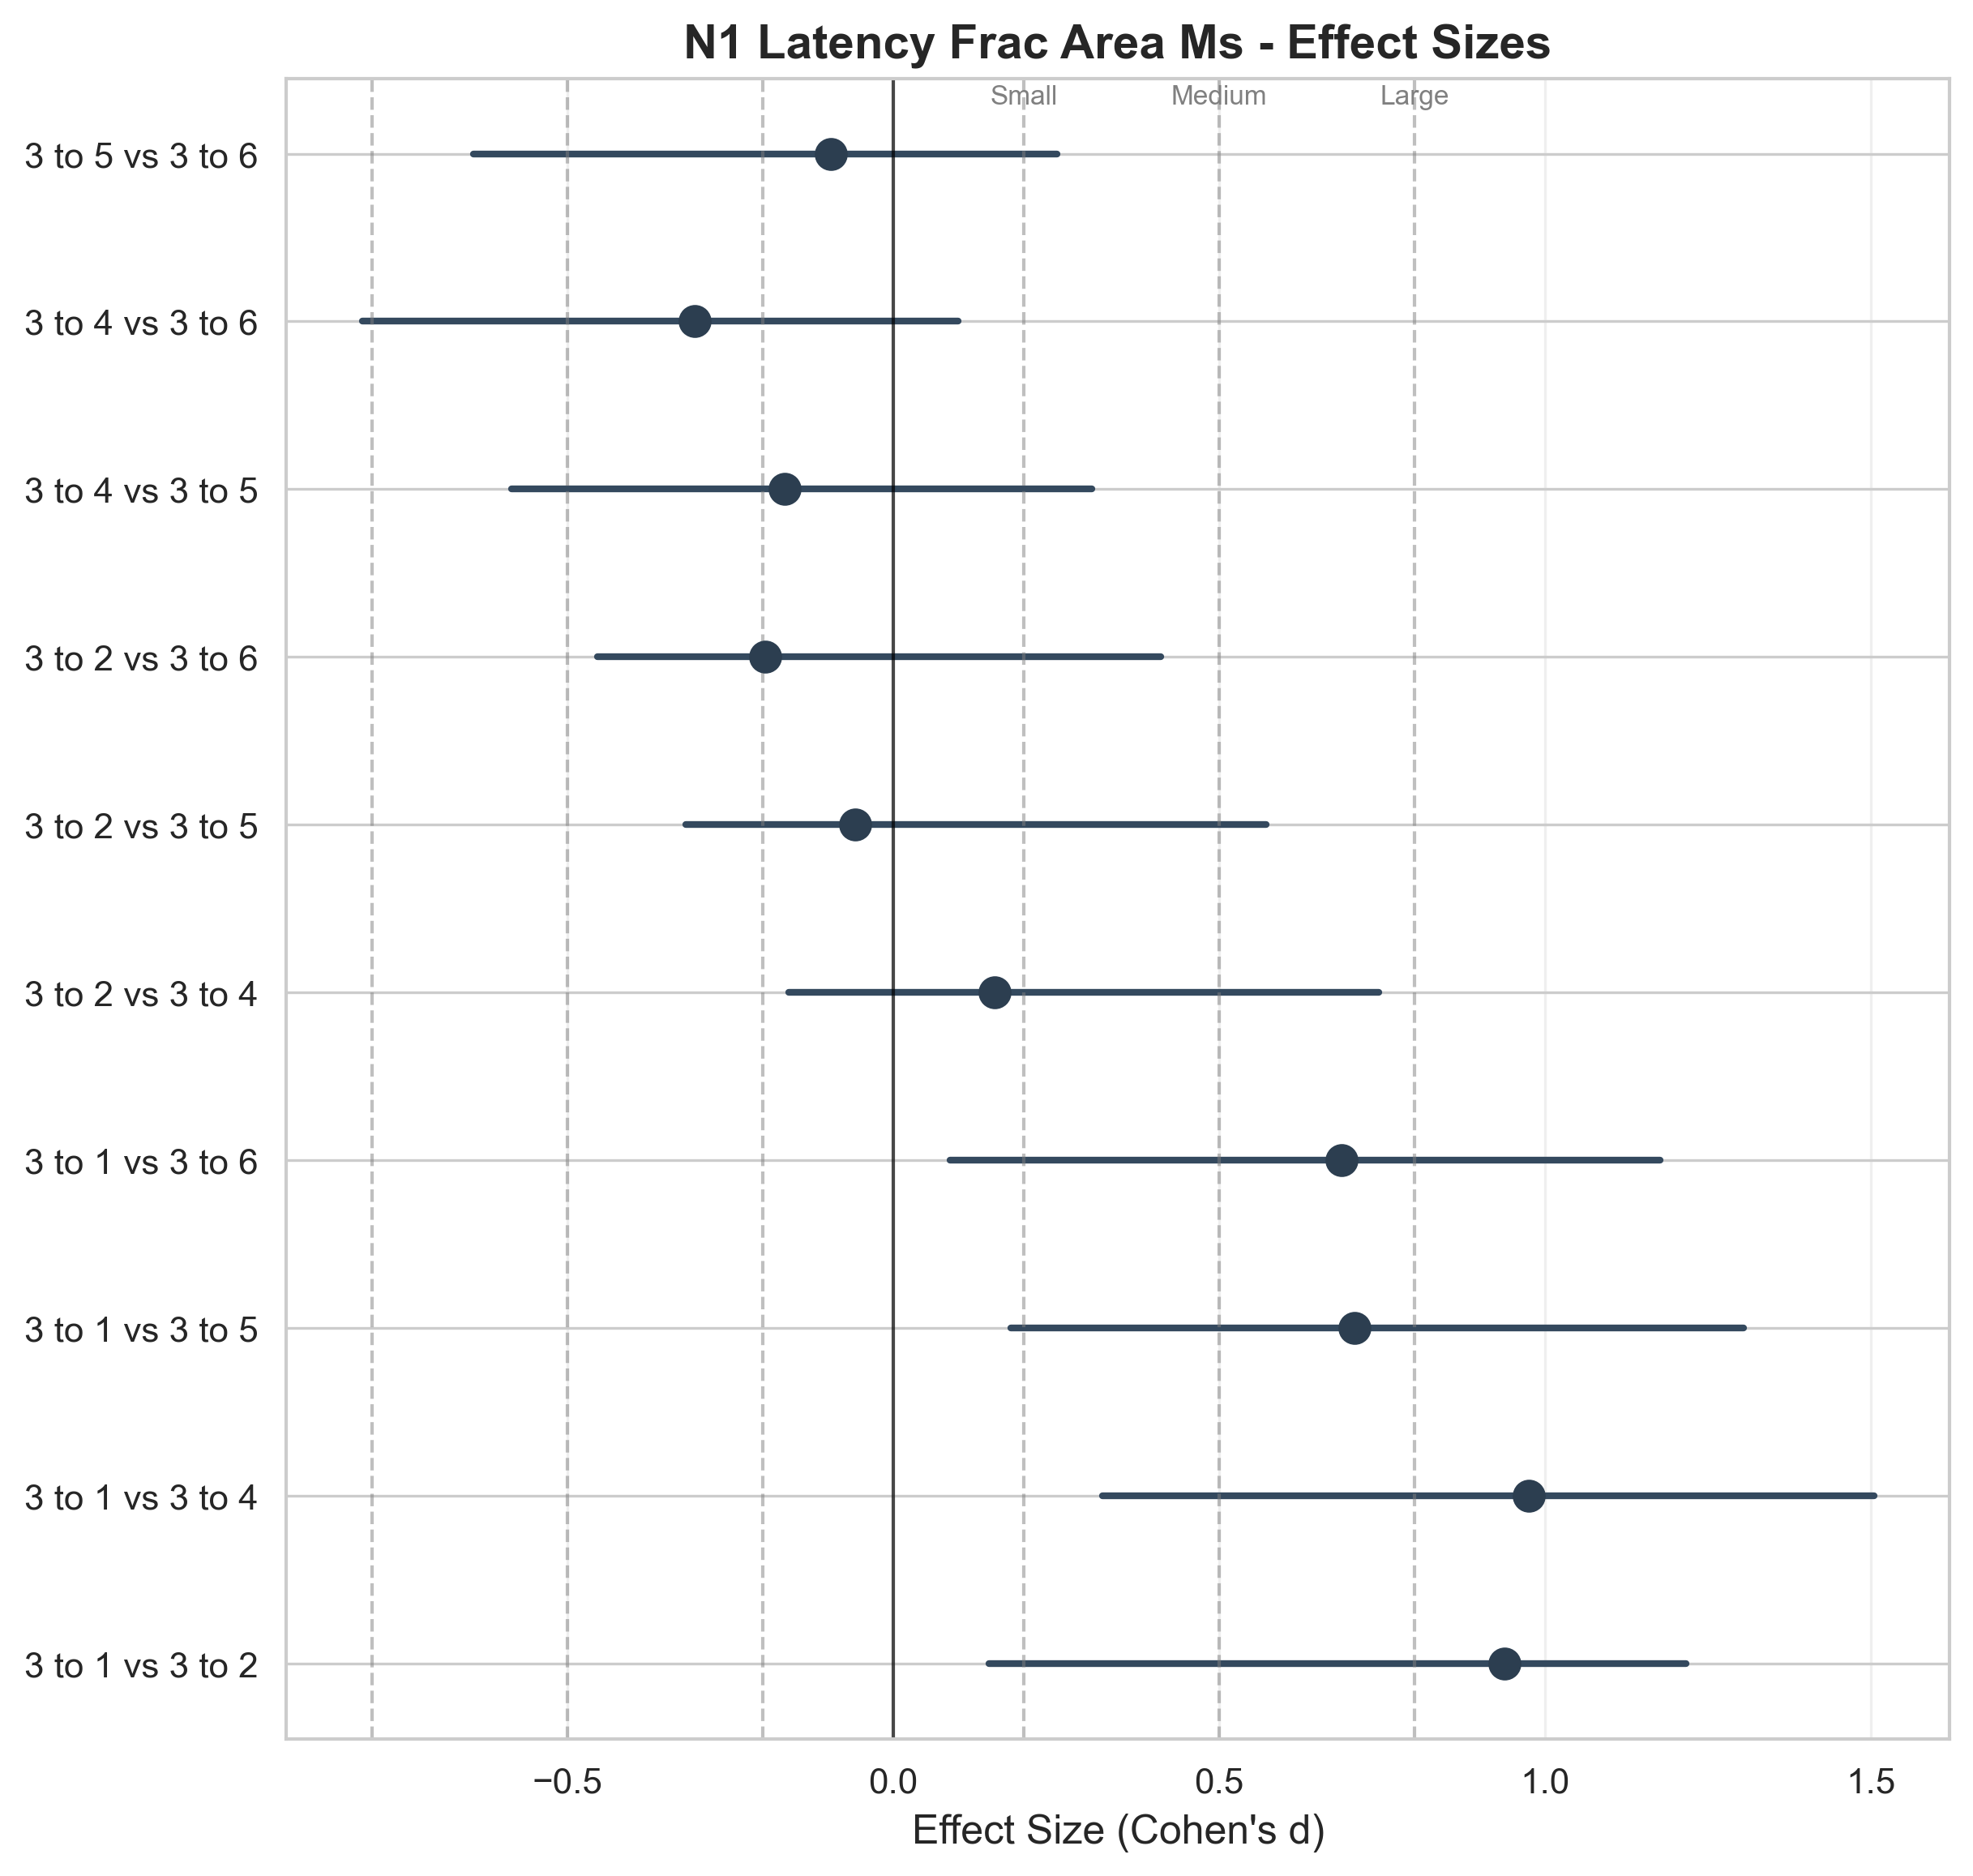 N1 Latency Frac Area Ms - Effect Sizes
Small Medium Large
3 to 5 vs 3 to 6
3 to 4 vs 3 to 6
3 to 4 vs 3 to 5
3 to 2 vs 3 to 6
3 to 2 vs 3 to 5
3 to 2 vs 3 to 4
3 to 1 vs 3 to 6
3 to 1 vs 3 to 5
3 to 1 vs 3 to 4
3 to 1 vs 3 to 2
−0.5 0.0 0.5 1.0 1.5
Effect Size (Cohen's d)